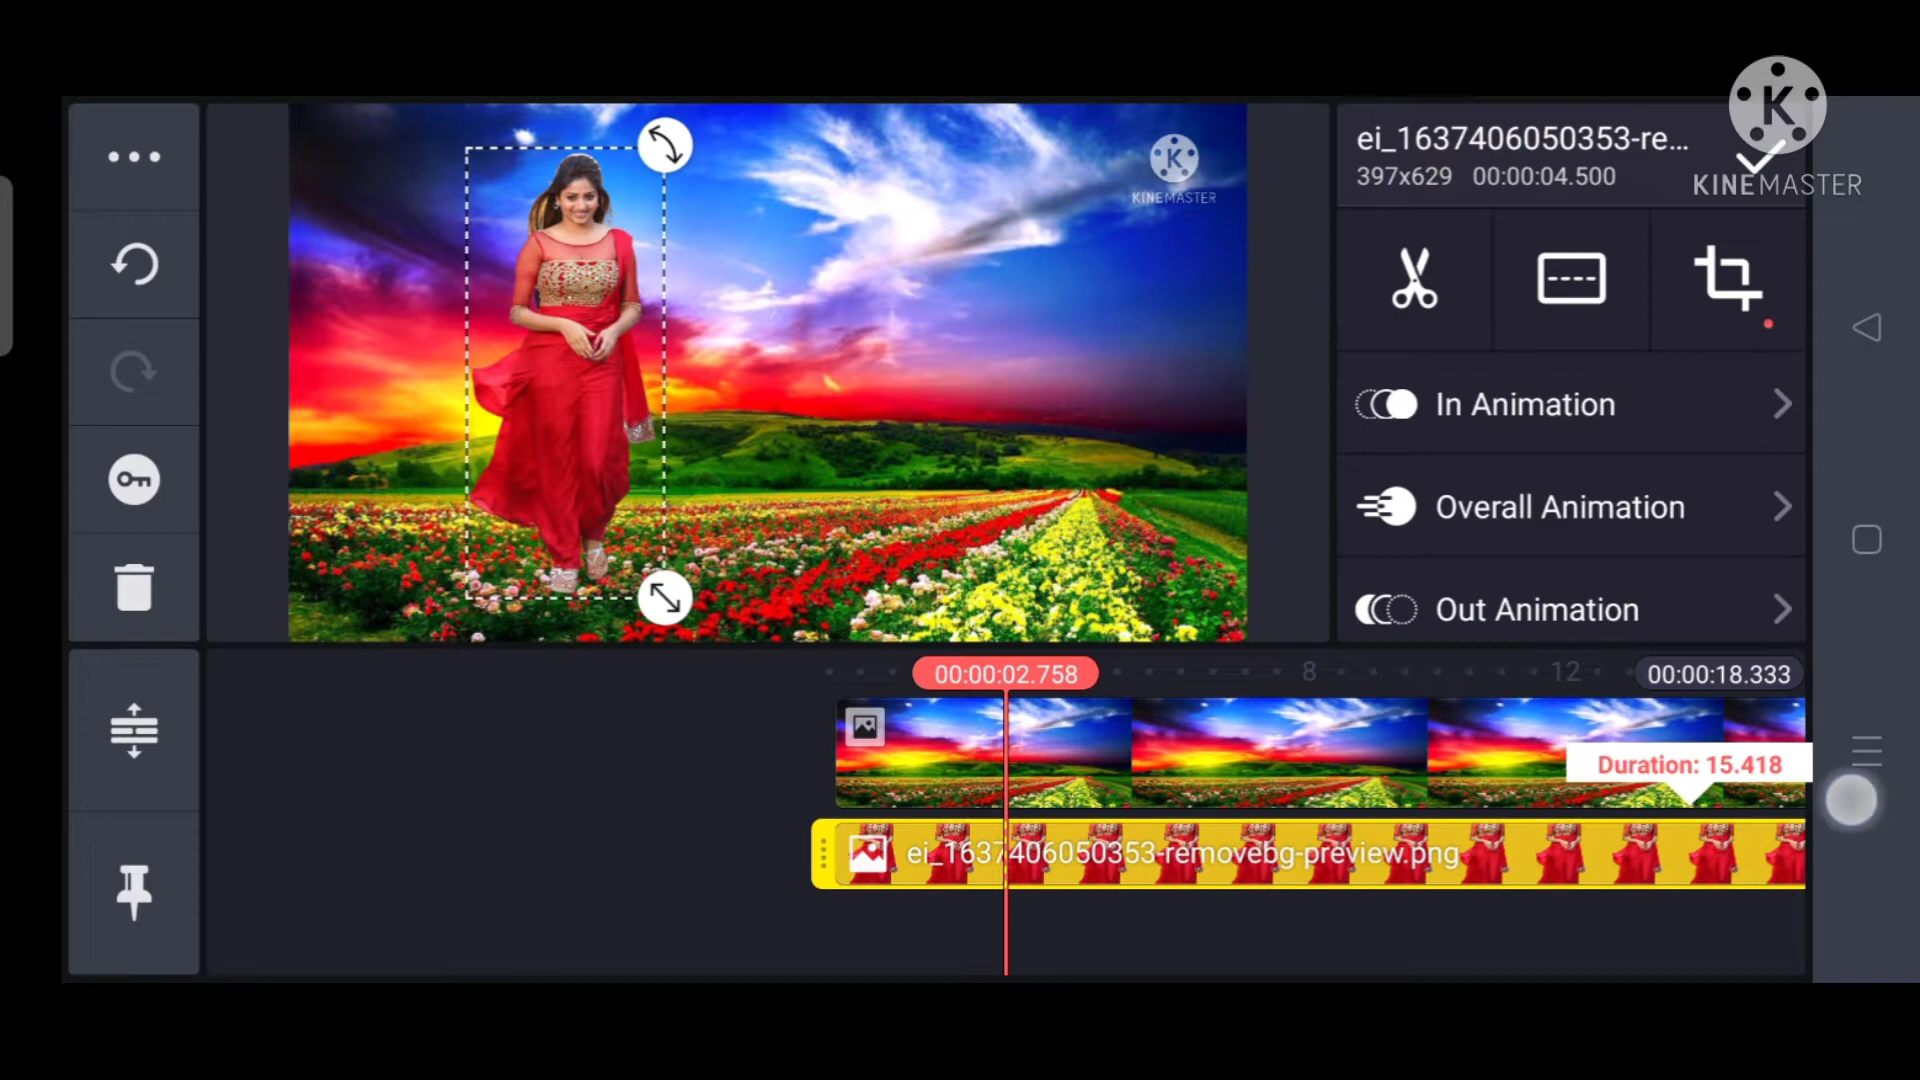 KINEMASTER
ei_1637406050353-re...
397x629 00:00:04.500
KINEMASTER
In Animation
Overall Animation
Out Animation
00:00:02.758
8
12
00:00:18.333
Duration: 15.418
ei_1637406050353-removebg-preview.png